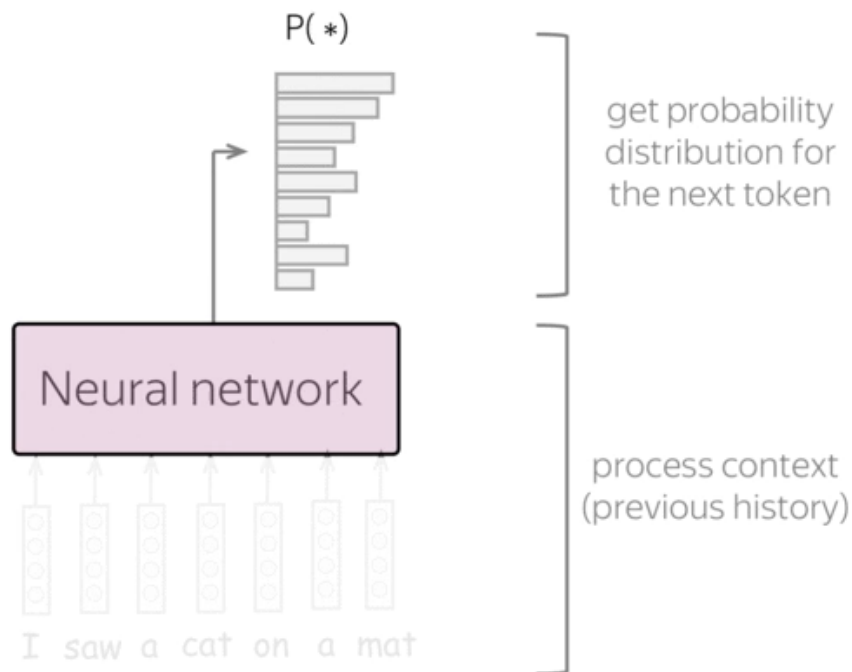 P( * )
get probability
distribution for
the next token
Neural network
process context
(previous history)
I saw a cat on a mat